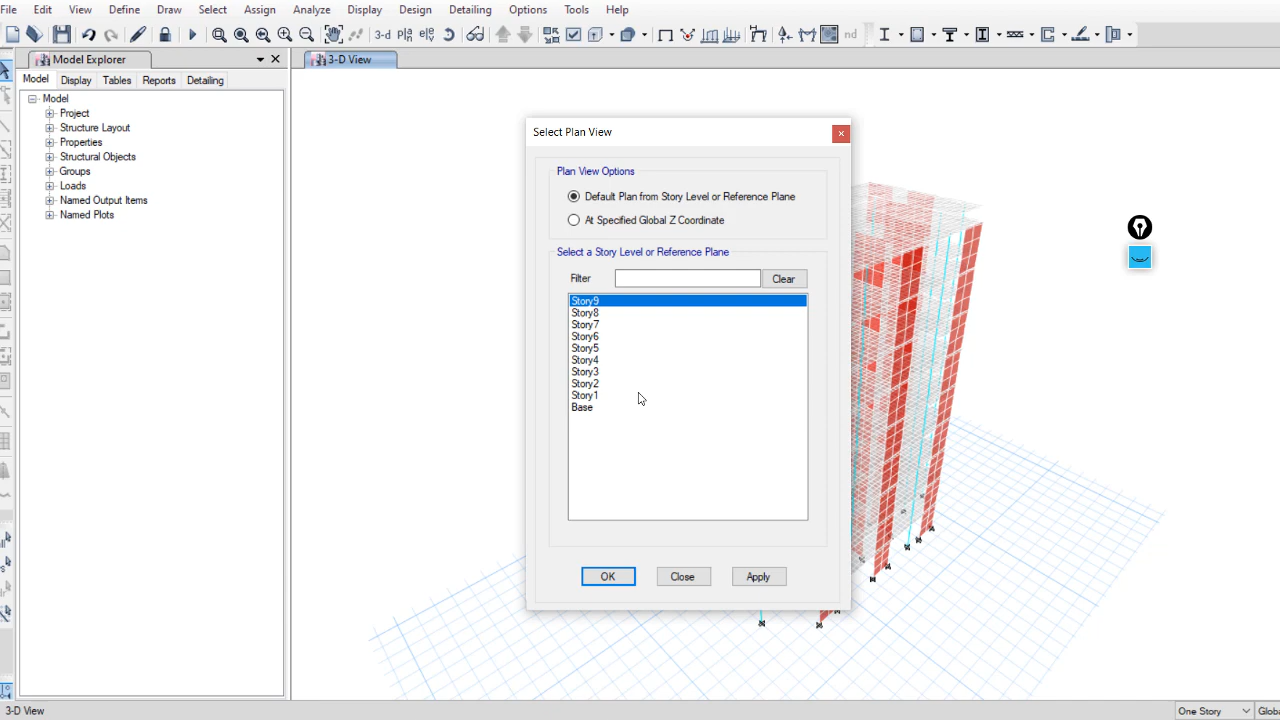 File Edit View Define Draw Select Assign Analyze Display Design Detailing Options Tools Help
3-d nd
Model Explorer
3-D View
Model Display Tables Reports Detailing
Model
Project
Structure Layout
Properties
Structural Objects
Groups
Loads
Named Output Items
Named Plots
Select Plan View
Plan View Options
Default Plan from Story Level or Reference Plane
At Specified Global Z Coordinate
Select a Story Level or Reference Plane
Filter Clear
Story9
Story8
Story7
Story6
Story5
Story4
Story3
Story2
Story1
Base
OK Close Apply
3-D View One Story Globa